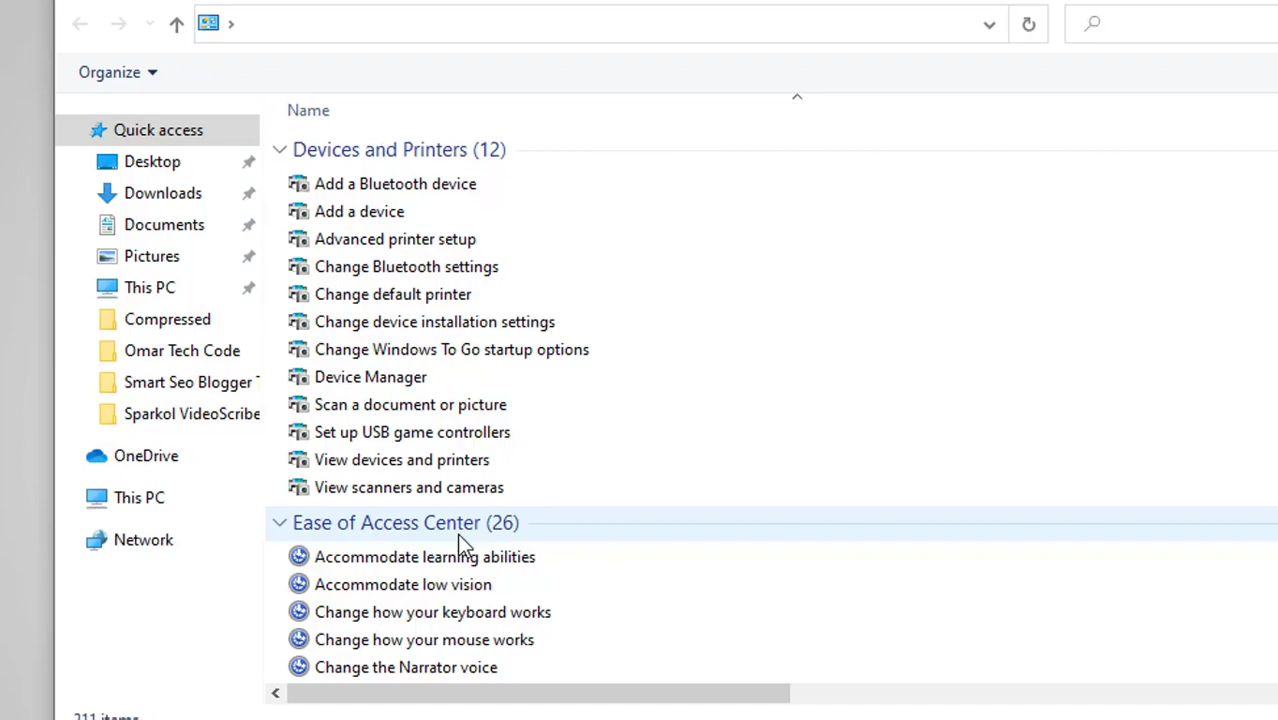 Organize
Name
Quick access
Desktop
Downloads
Documents
Pictures
This PC
Compressed
Omar Tech Code
Smart Seo Blogger
Sparkol VideoScribe
OneDrive
This PC
Network
Devices and Printers (12)
Add a Bluetooth device
Add a device
Advanced printer setup
Change Bluetooth settings
Change default printer
Change device installation settings
Change Windows To Go startup options
Device Manager
Scan a document or picture
Set up USB game controllers
View devices and printers
View scanners and cameras
Ease of Access Center (26)
Accommodate learning abilities
Accommodate low vision
Change how your keyboard works
Change how your mouse works
Change the Narrator voice
211 items